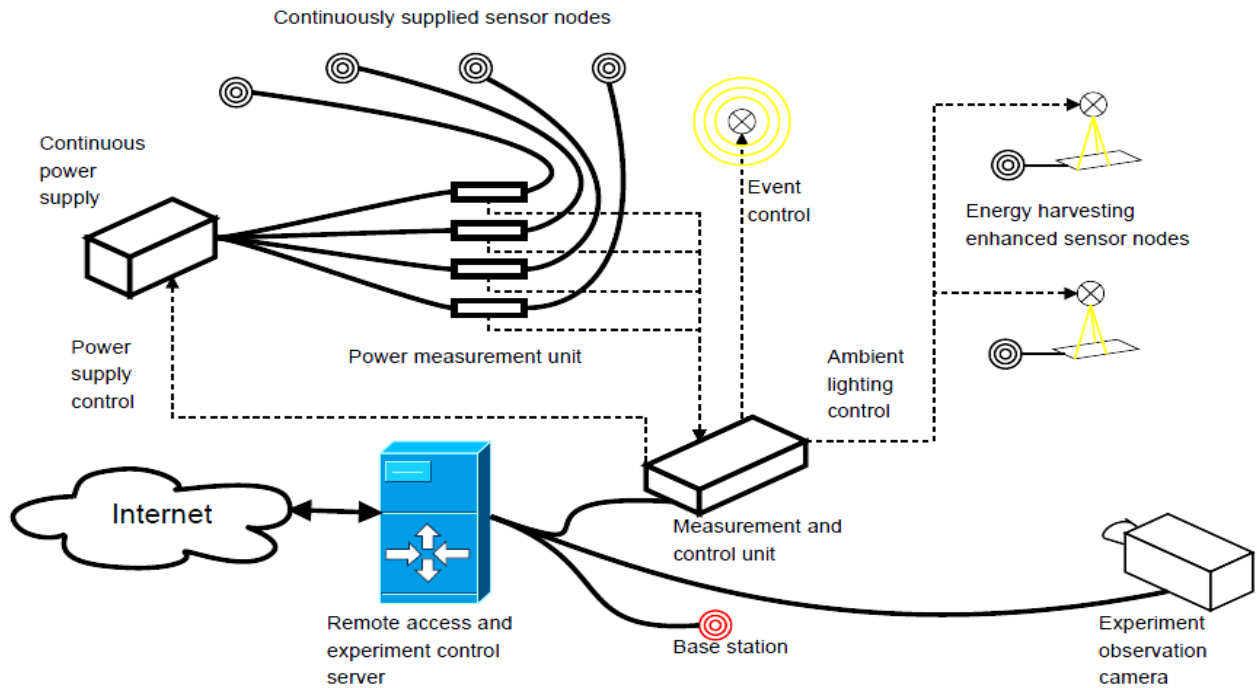 Continuously supplied sensor nodes
Continuous
power
supply
Event
control
Energy harvesting
enhanced sensor nodes
Power measurement unit
Power
supply
control
Ambient
lighting
control
Internet
Measurement and
control unit
Remote access and
experiment control
server
Base station
Experiment
observation
camera